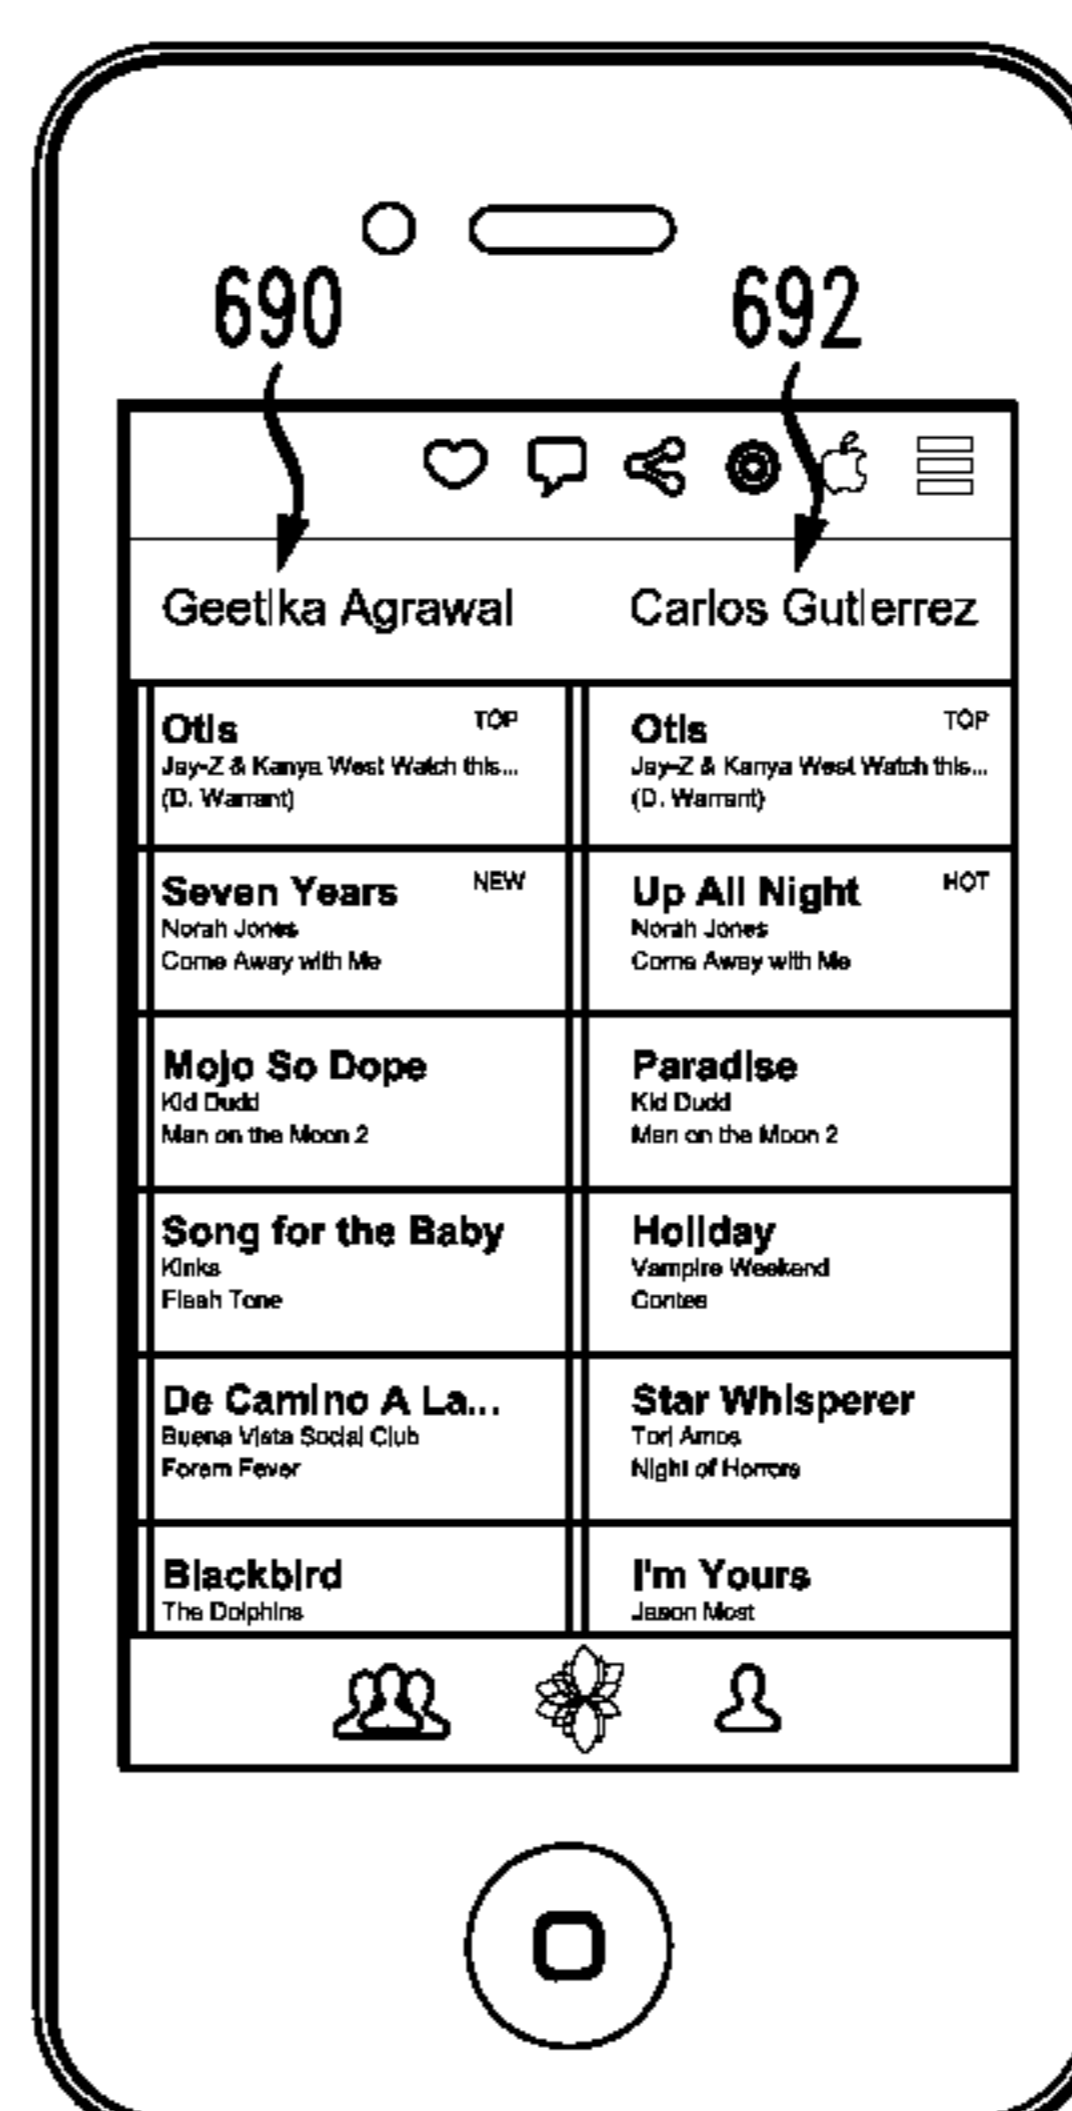 690
692
Geetika Agrawal
Carlos Gutierrez
Otis
TOP
Jay-Z & Kanya West Watch this...
(D. Warrant)
Otis
TOP
Jay-Z & Kanya West Watch this...
(D. Warrant)
Seven Years
NEW
Norah Jones
Come Away with Me
Up All Night
HOT
Norah Jones
Come Away with Me
Mojo So Dope
Kid Dudd
Man on the Moon 2
Paradise
Kid Dudd
Man on the Moon 2
Song for the Baby
Kinks
Flash Tone
Holiday
Vampire Weekend
Contes
De Camino A La...
Buena Vista Social Club
Forem Fever
Star Whisperer
Tori Amos
Night of Horrors
Blackbird
The Dolphins
I'm Yours
Jason Most